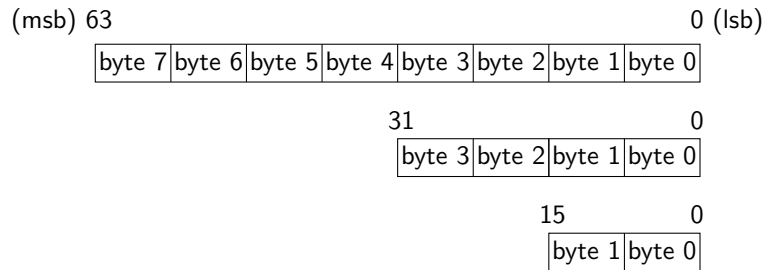 (msb) 63 0 (lsb)
byte 7 byte 6 byte 5 byte 4 byte 3 byte 2 byte 1 byte 0
31 0
byte 3 byte 2 byte 1 byte 0
15 0
byte 1 byte 0